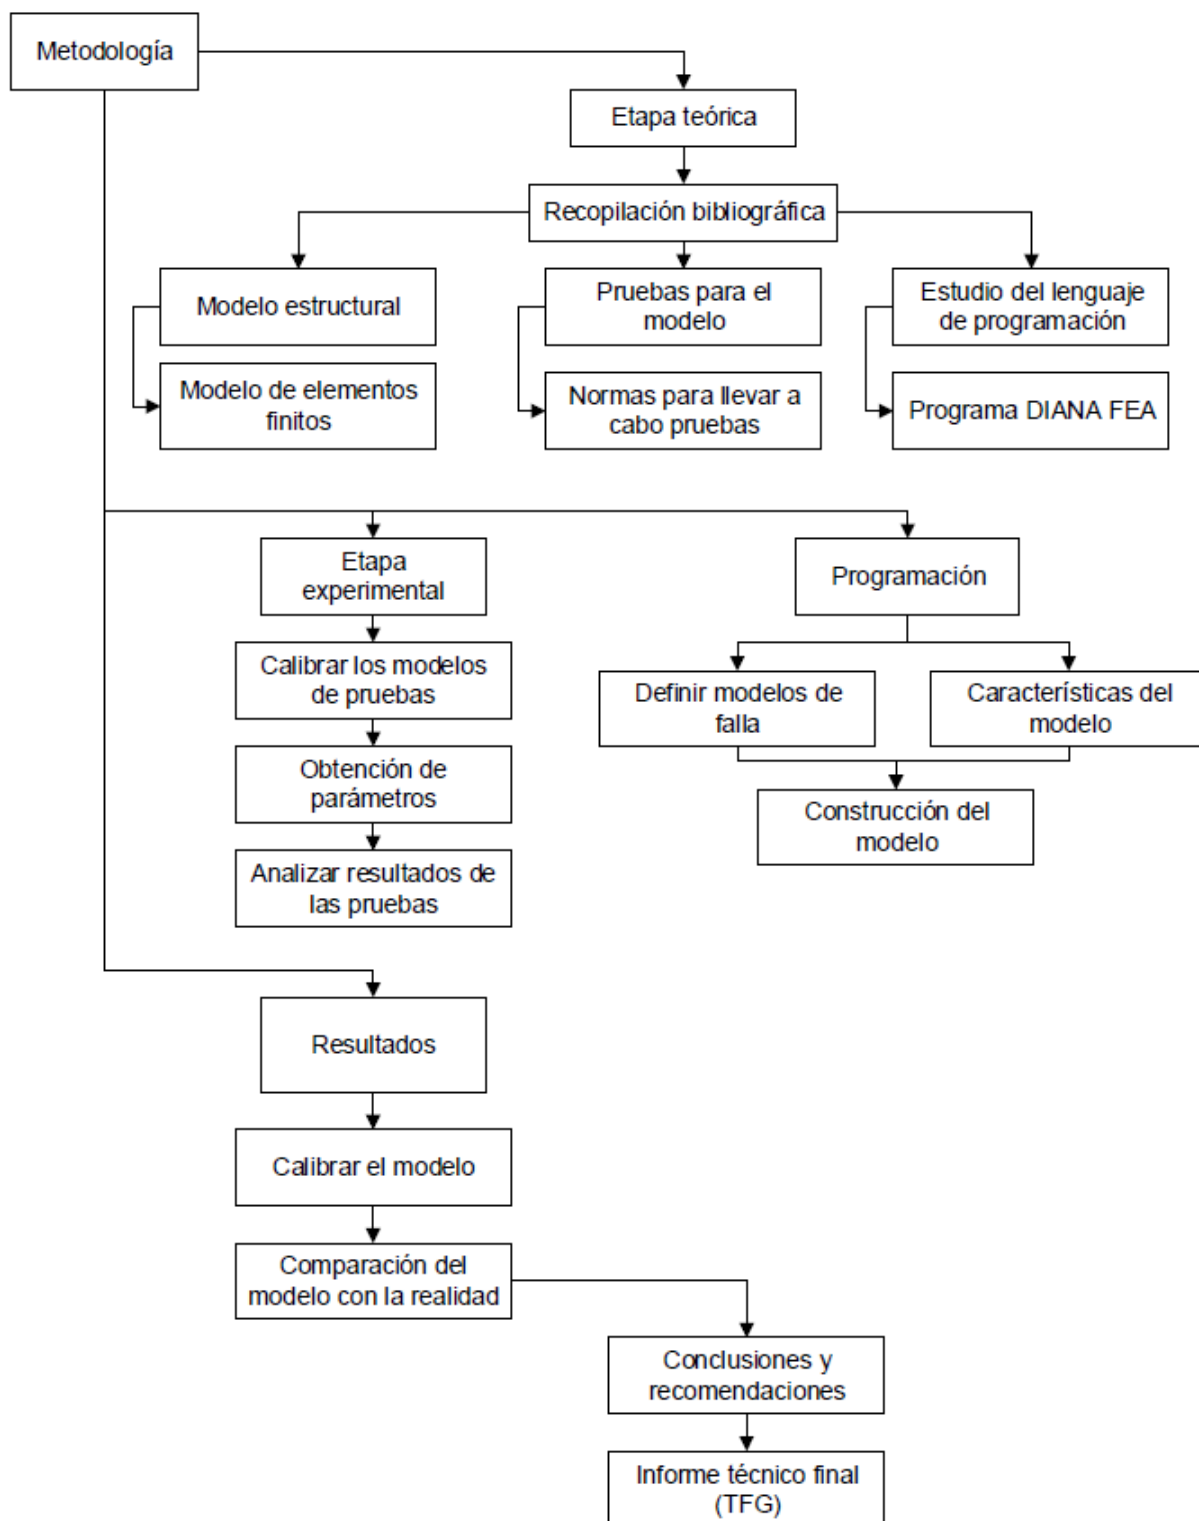 Metodología
Etapa teórica
Recopilación bibliográfica
Modelo estructural
Pruebas para el
modelo
Estudio del lenguaje
de programación
Modelo de elementos
finitos
Normas para llevar a
cabo pruebas
Programa DIANA FEA
Etapa
experimental
Programación
Calibrar los modelos
de pruebas
Definir modelos de
falla
Características del
modelo
Obtención de
parámetros
Construcción del
modelo
Analizar resultados de
las pruebas
Resultados
Calibrar el modelo
Comparación del
modelo con la realidad
Conclusiones y
recomendaciones
Informe técnico final
(TFG)